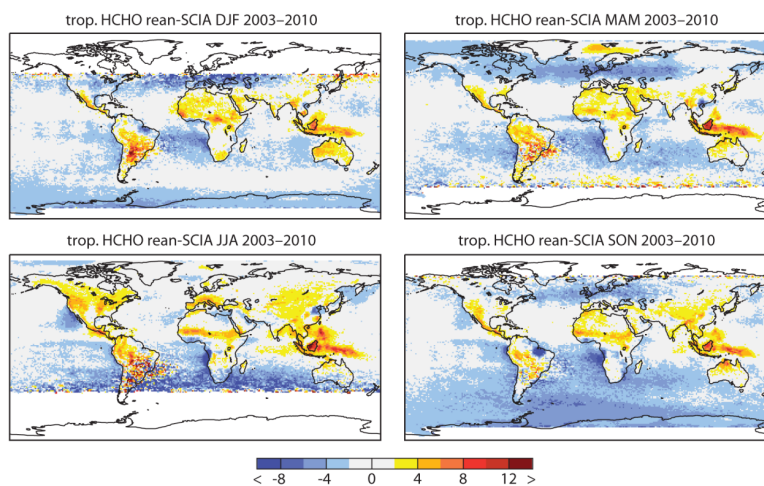 trop. HCHO rean-SCIA DJF 2003–2010
trop. HCHO rean-SCIA MAM 2003–2010
trop. HCHO rean-SCIA JJA 2003–2010
trop. HCHO rean-SCIA SON 2003–2010
< -8 -4 0 4 8 12 >